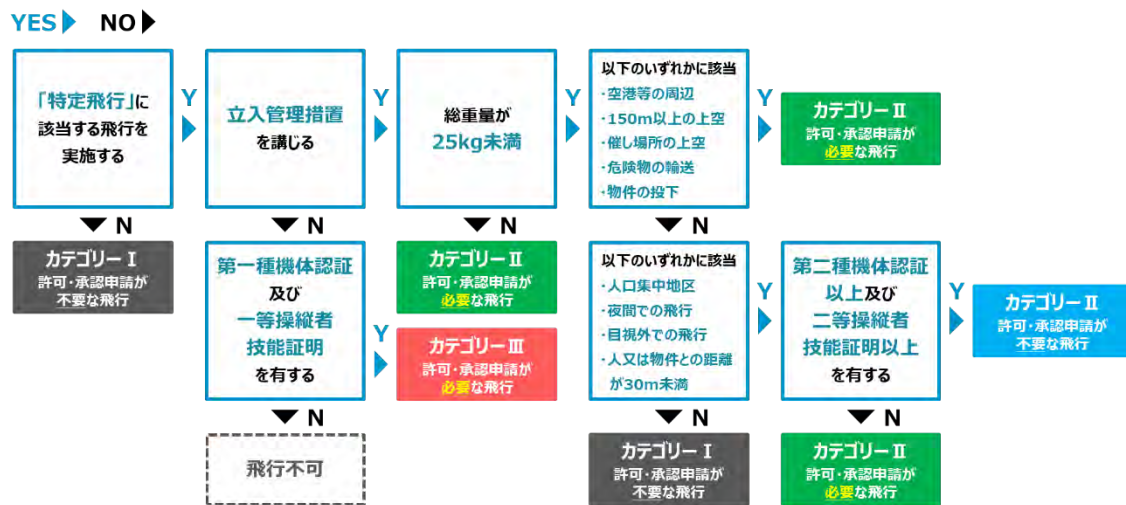 YES NO
「特定飛行」に
該当する飛行を
実施する
Y
立入管理措置
を講じる
Y
総重量が
25kg未満
Y
以下のいずれかに該当
・空港等の周辺
・150m以上の上空
・催し場所の上空
・危険物の輸送
・物件の投下
Y
カテゴリーⅡ
許可・承認申請が
必要な飛行
N
N
N
N
カテゴリーⅠ
許可・承認申請が
不要な飛行
第一種機体認証
及び
一等操縦者
技能証明
を有する
Y
カテゴリーⅡ
許可・承認申請が
必要な飛行
カテゴリーⅢ
許可・承認申請が
必要な飛行
以下のいずれかに該当
・人口集中地区
・夜間での飛行
・目視外での飛行
・人又は物件との距離
が30m未満
Y
第二種機体認証
以上及び
二等操縦者
技能証明以上
を有する
Y
カテゴリーⅡ
許可・承認申請が
不要な飛行
N
N
N
飛行不可
カテゴリーⅠ
許可・承認申請が
不要な飛行
カテゴリーⅡ
許可・承認申請が
必要な飛行